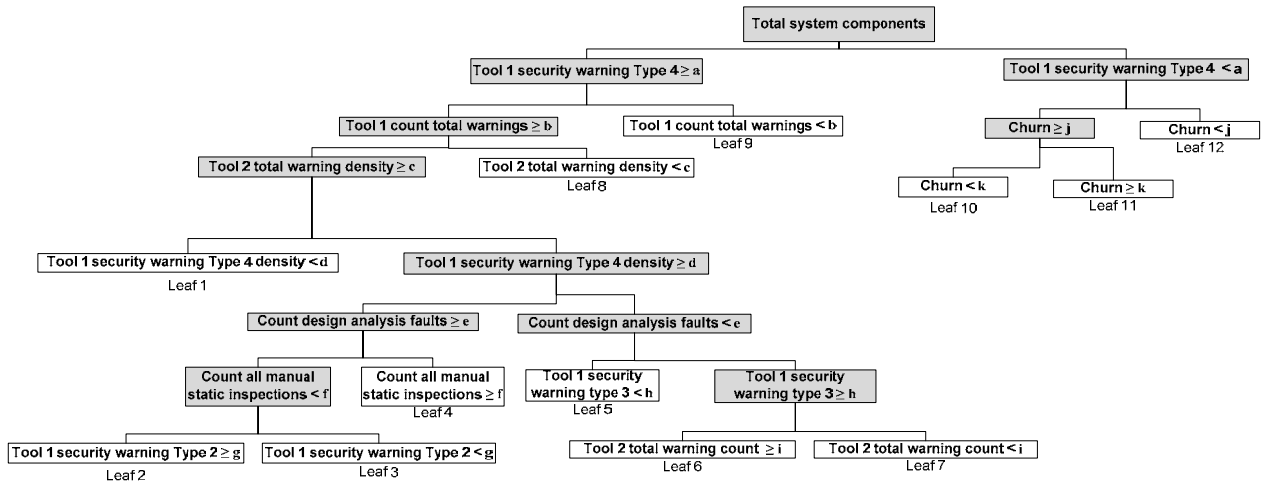 Total system components
Tool 1 security warning Type 4 ≥ a
Tool 1 security warning Type 4 < a
Tool 1 count total warnings ≥ b
Tool 1 count total warnings < b
Leaf 9
Churn ≥ j
Churn < j
Leaf 12
Tool 2 total warning density ≥ c
Tool 2 total warning density < c
Leaf 8
Churn < k
Leaf 10
Churn ≥ k
Leaf 11
Tool 1 security warning Type 4 density < d
Leaf 1
Tool 1 security warning Type 4 density ≥ d
Count design analysis faults ≥ e
Count design analysis faults < e
Count all manual
static inspections < f
Count all manual
static inspections ≥ f
Leaf 4
Tool 1 security
warning type 3 < h
Leaf 5
Tool 1 security
warning type 3 ≥ h
Tool 1 security warning Type 2 ≥ g
Leaf 2
Tool 1 security warning Type 2 < g
Leaf 3
Tool 2 total warning count ≥ i
Leaf 6
Tool 2 total warning count < i
Leaf 7